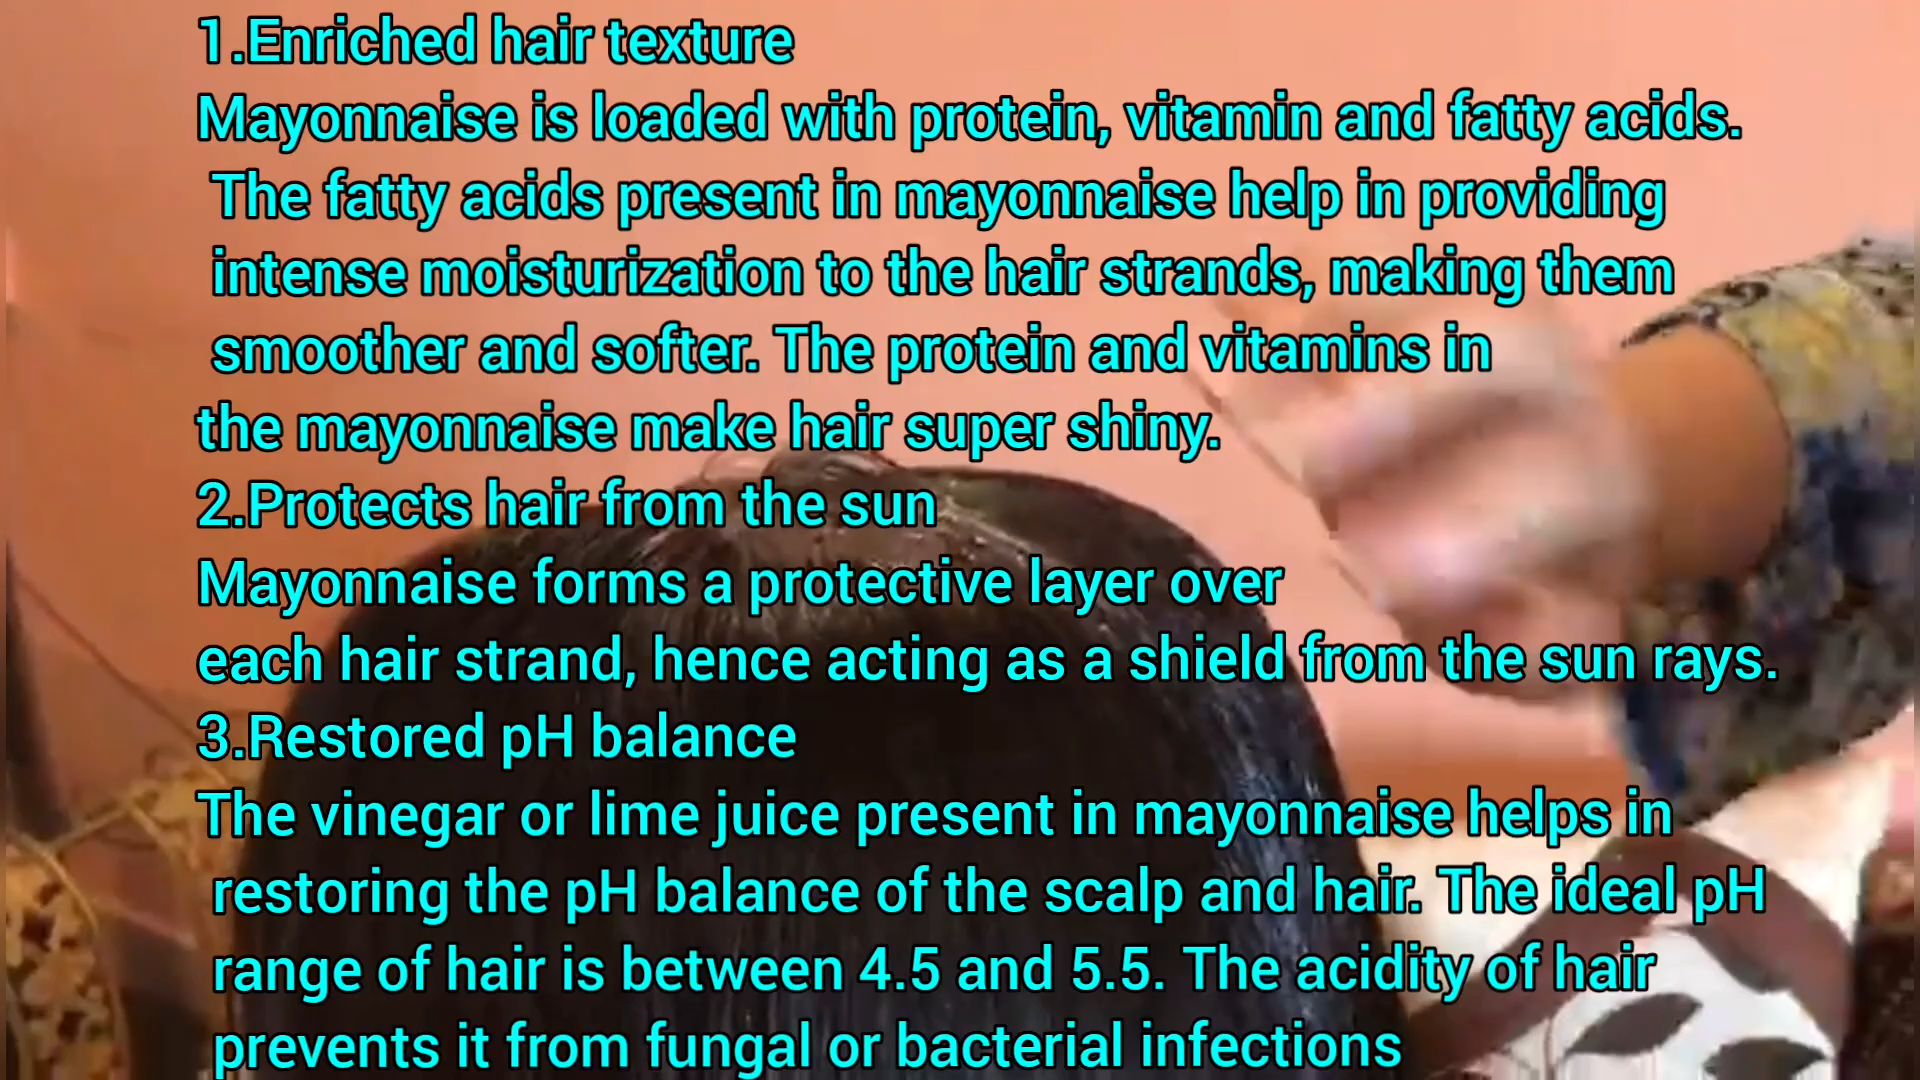 1.Enriched hair texture
Mayonnaise is loaded with protein, vitamin and fatty acids.
The fatty acids present in mayonnaise help in providing
intense moisturization to the hair strands, making them
smoother and softer. The protein and vitamins in
the mayonnaise make hair super shiny.
2.Protects hair from the sun
Mayonnaise forms a protective layer over
each hair strand, hence acting as a shield from the sun rays.
3.Restored pH balance
The vinegar or lime juice present in mayonnaise helps in
restoring the pH balance of the scalp and hair. The ideal pH
range of hair is between 4.5 and 5.5. The acidity of hair
prevents it from fungal or bacterial infections